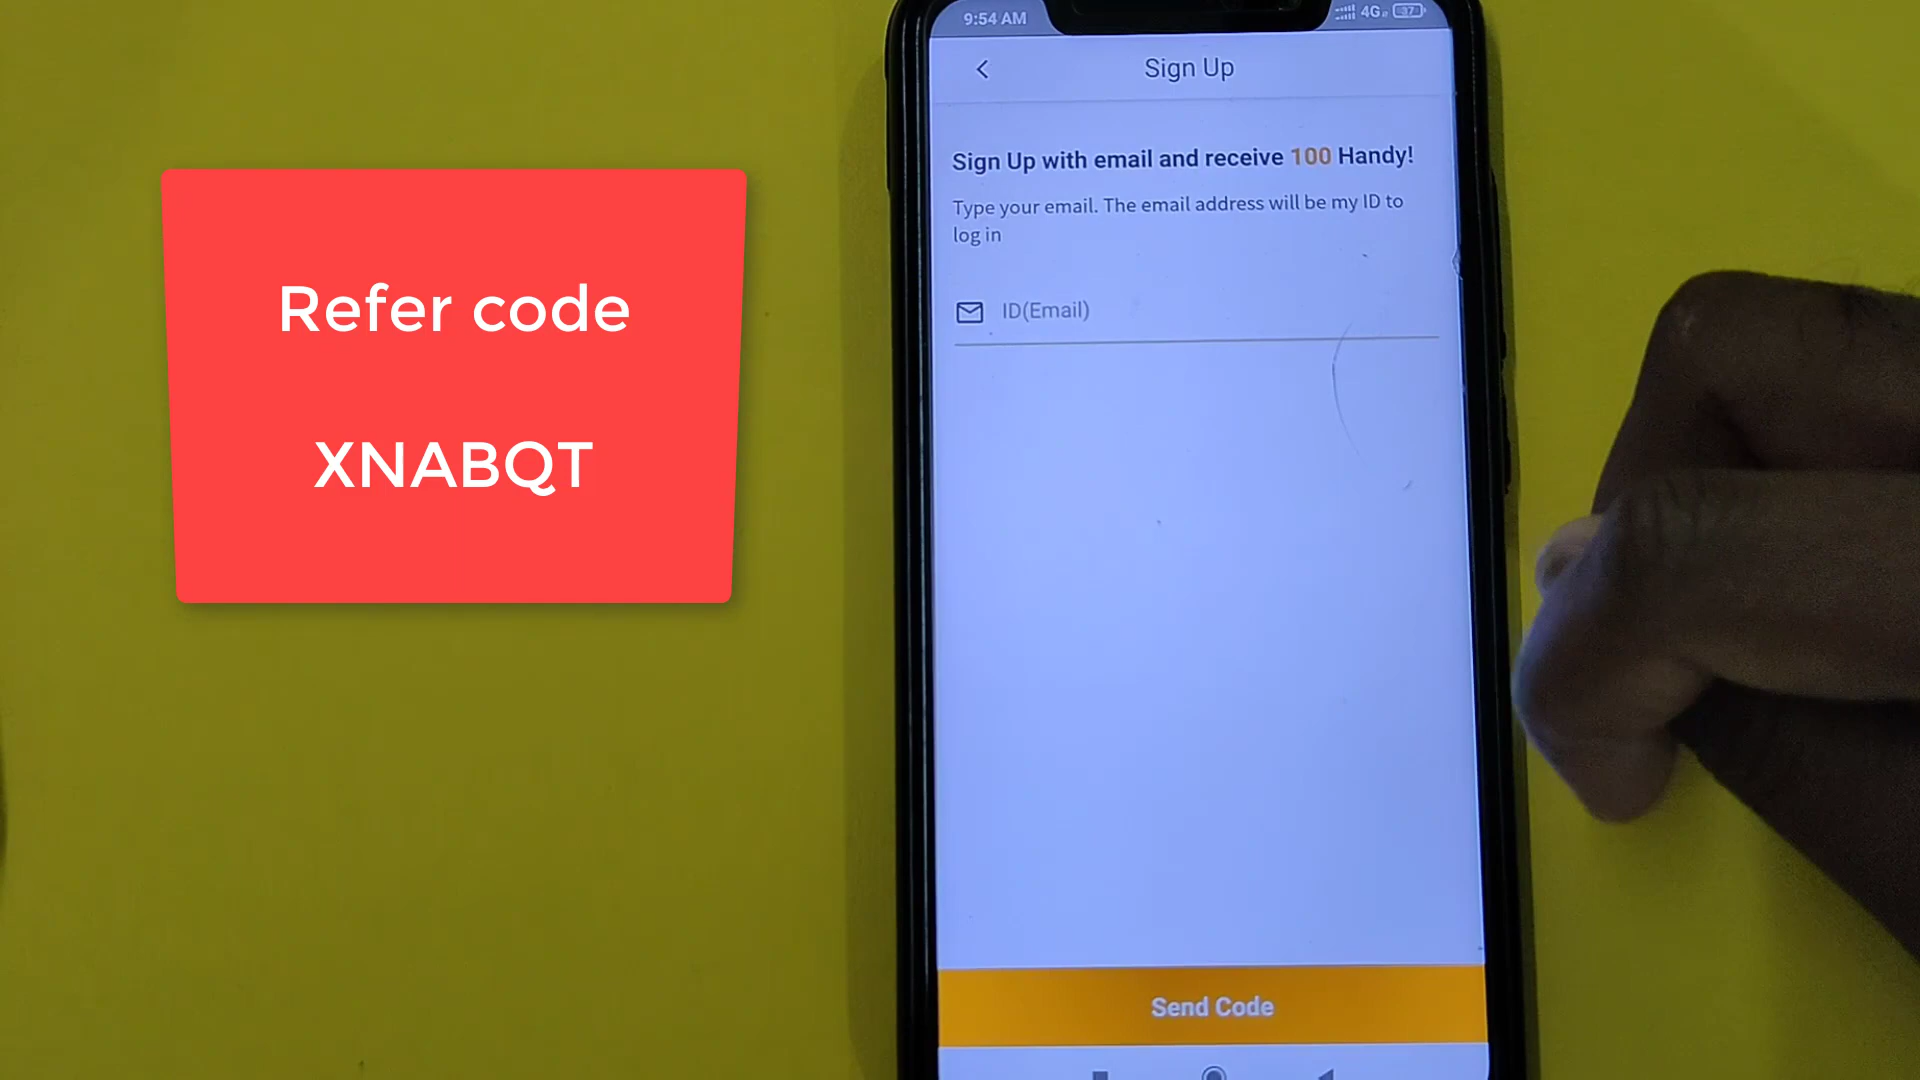 Refer code
XNABQT
9:54 AM
4G
37
Sign Up
Sign Up with email and receive 100 Handy!
Type your email. The email address will be my ID to
log in
ID(Email)
Send Code